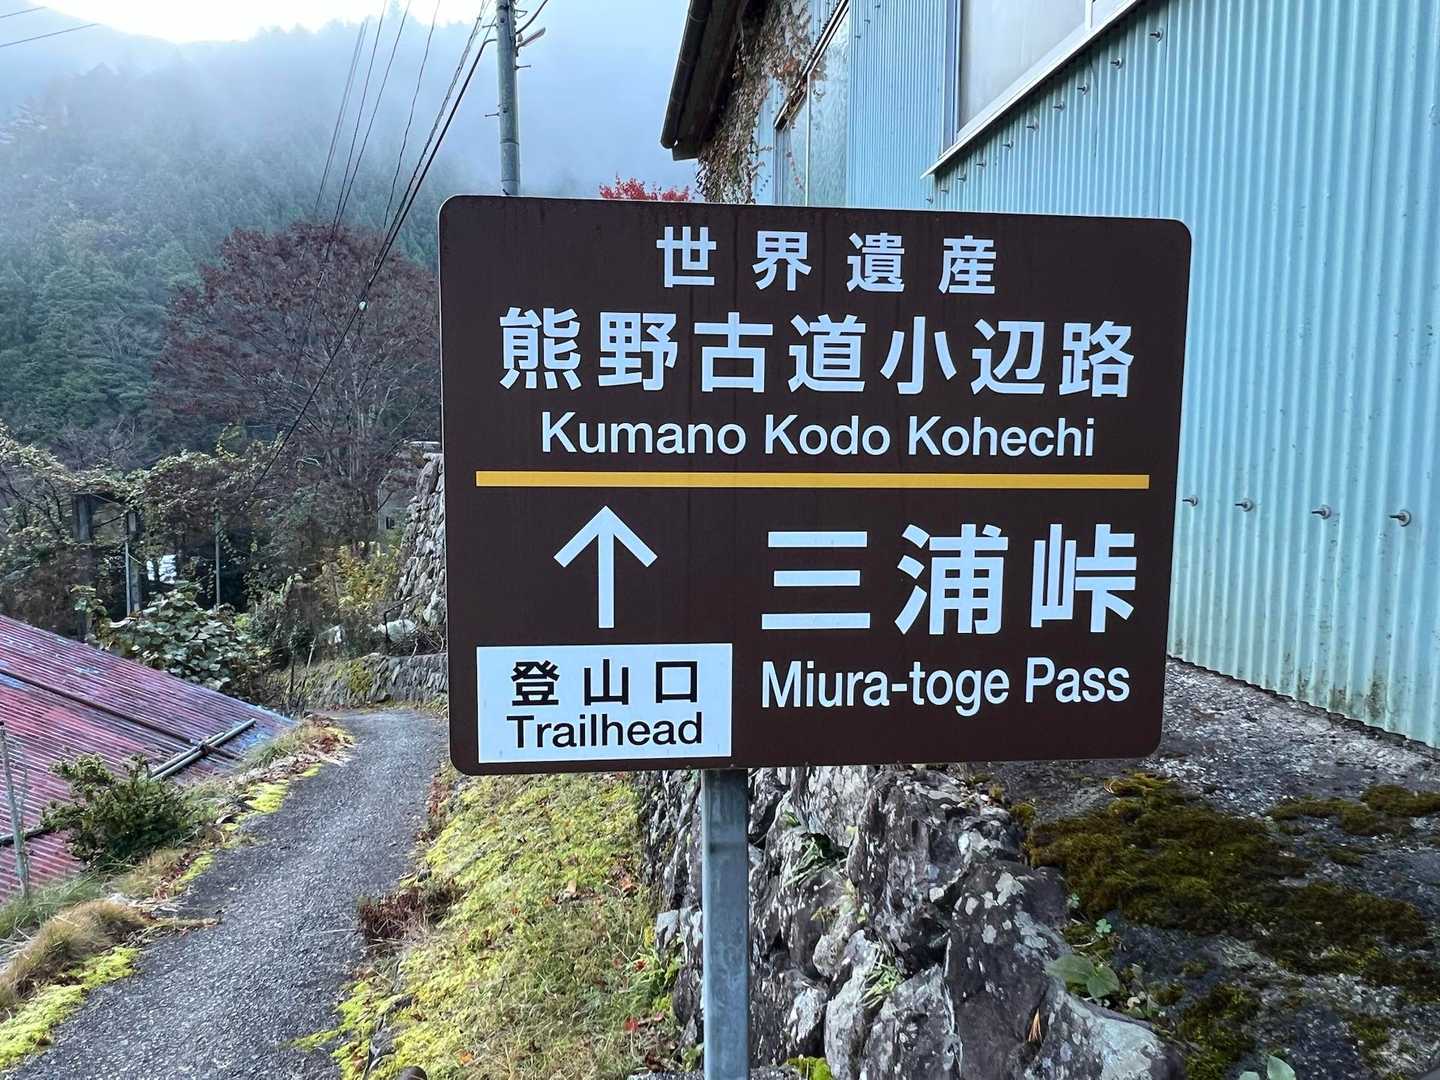 世界遺産
熊野古道小辺路
Kumano Kodo Kohechi
↑ 三浦峠
Miura-toge Pass
登山口
Trailhead